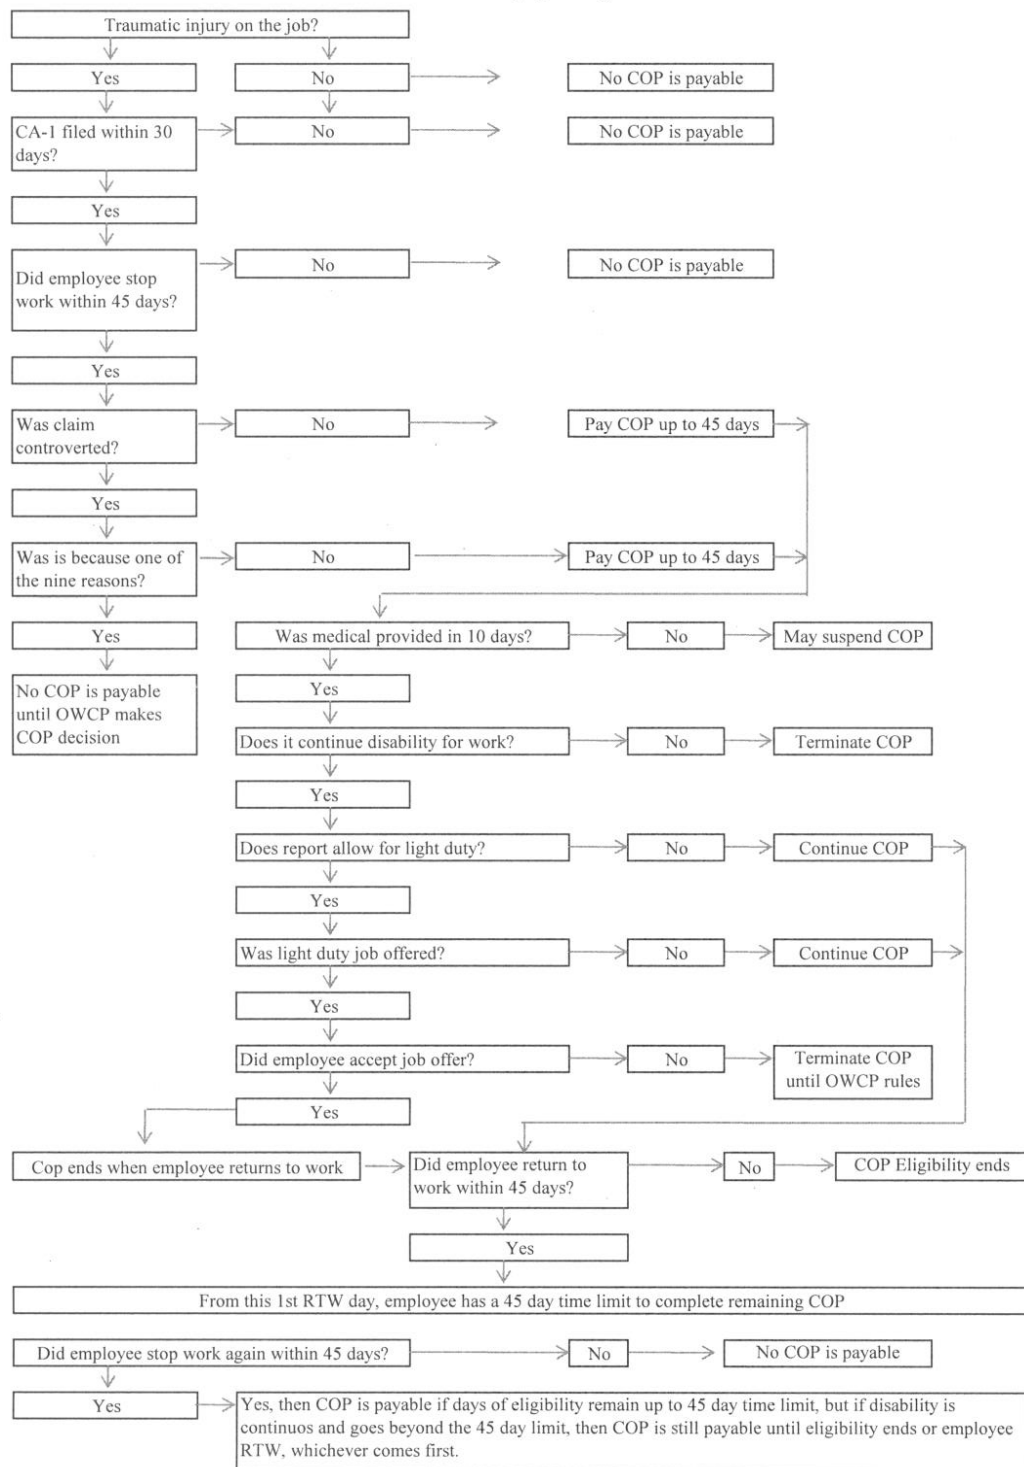 Traumatic injury on the job?
Yes
No
No COP is payable
CA-1 filed within 30
days?
No
No COP is payable
Yes
Did employee stop
work within 45 days?
No
No COP is payable
Yes
Was claim
controverted?
No
Pay COP up to 45 days
Yes
Was is because one of
the nine reasons?
No
Pay COP up to 45 days
Yes
Was medical provided in 10 days?
No
May suspend COP
No COP is payable
until OWCP makes
COP decision
Yes
Does it continue disability for work?
No
Terminate COP
Yes
Does report allow for light duty?
No
Continue COP
Yes
Was light duty job offered?
No
Continue COP
Yes
Did employee accept job offer?
No
Terminate COP
until OWCP rules
Yes
Cop ends when employee returns to work
Did employee return to
work within 45 days?
No
COP Eligibility ends
Yes
From this 1st RTW day, employee has a 45 day time limit to complete remaining COP
Did employee stop work again within 45 days?
No
No COP is payable
Yes
Yes, then COP is payable if days of eligibility remain up to 45 day time limit, but if disability is
continuos and goes beyond the 45 day limit, then COP is still payable until eligibility ends or employee
RTW, whichever comes first.